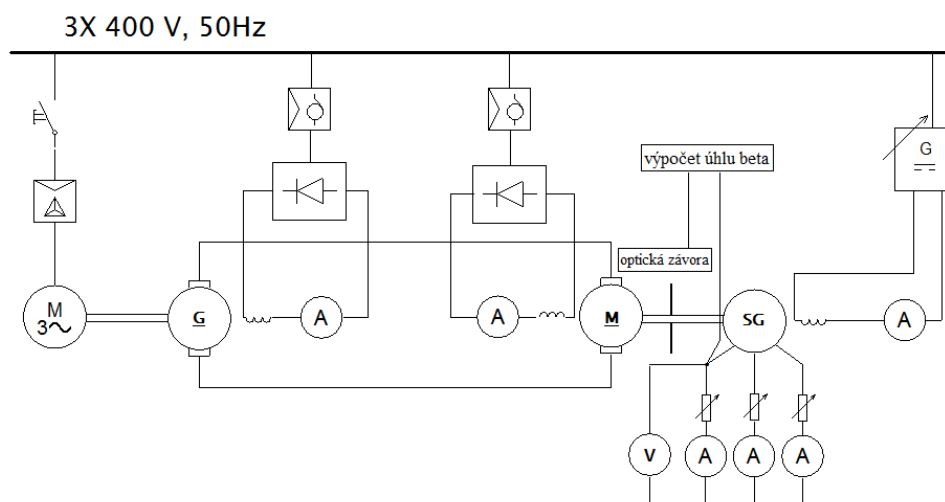 3X 400 V, 50Hz
výpočet úhlu beta
G
optická závora
M
3
G
A
A
M
SG
A
V
A
A
A